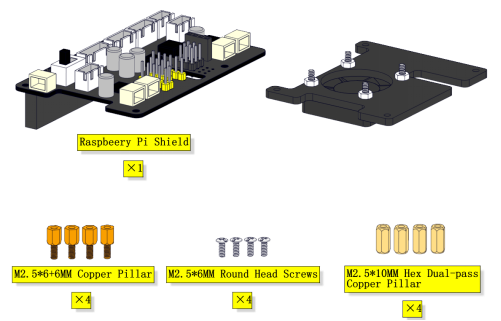 Raspbeery Pi Shield
×1
M2.5*6+6MM Copper Pillar
×4
M2.5*6MM Round Head Screws
×4
M2.5*10MM Hex Dual-pass
Copper Pillar
×4